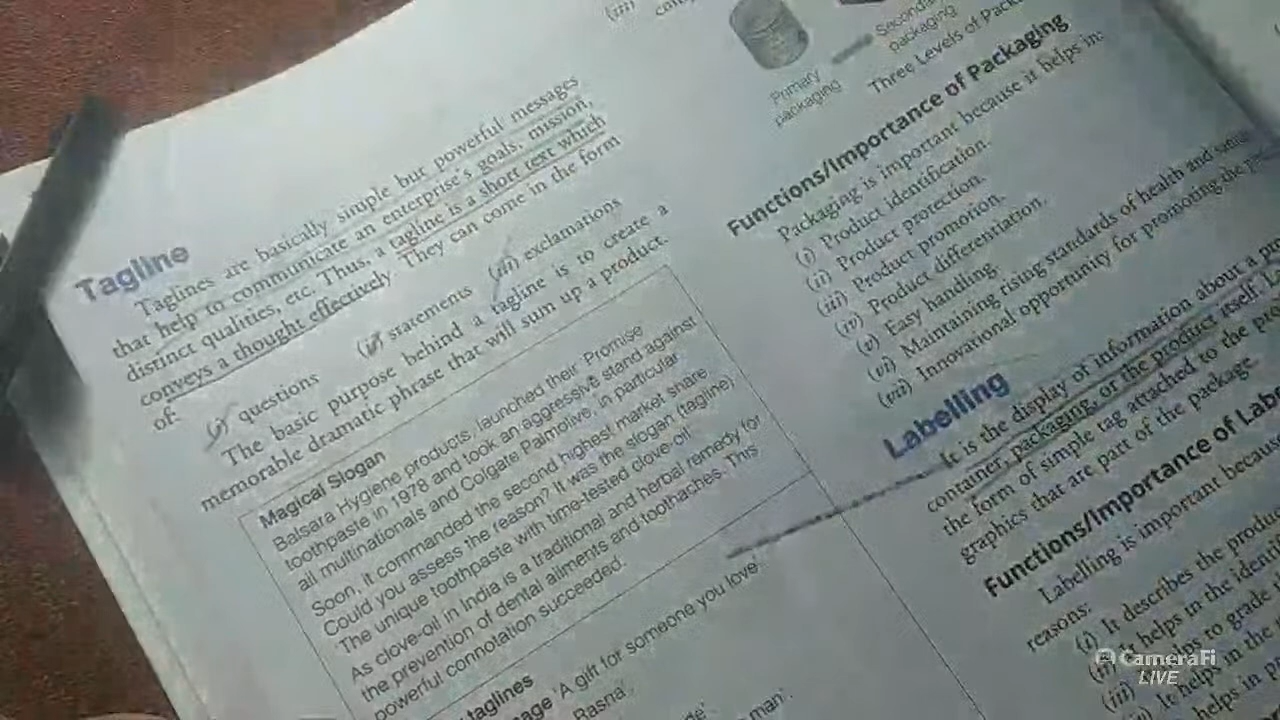 Tagline
Taglines are basically simple but powerful messages
that help to communicate an enterprise's goals, mission,
distinct qualities, etc. Thus, a tagline is a short text which
conveys a thought effectively. They can come in the form
of:
(i) questions (ii) statements (iii) exclamations
The basic purpose behind a tagline is to create a
memorable dramatic phrase that will sum up a product.
Magical Slogan
Balsara Hygiene products, launched their Promise
toothpaste in 1978 and took an aggressive stand against
all multinationals and Colgate Palmolive, in particular.
Soon, it commanded the second highest market share.
Could you assess the reason? It was the slogan (tagline)
The unique toothpaste with time-tested clove-oil'.
As clove-oil in India is a traditional and herbal remedy for
the prevention of dental ailments and toothaches. This
powerful connotation succeeded.
taglines
'A gift for someone you love'.
Rasna'.
man'.
(iii)
Primary
packaging
Secondary
packaging
Three Levels of
Functions/Importance of Packaging
Packaging is important because it helps in:
(i) Product identification.
(ii) Product protection.
(iii) Product promotion.
(iv) Product differentiation.
(v) Easy handling.
(vi) Maintaining rising standards of health and
(vii) Innovational opportunity for promoting the
Labelling
It is the display of information about a
container, packaging, or the product itself.
the form of simple tag attached to the
graphics that are part of the package.
Functions/Importance of
Labelling is important because
reasons:
(i) It describes the
(ii) It helps in the
(iii) helps to grade
It helps in the
helps in
CameraFi
LIVE